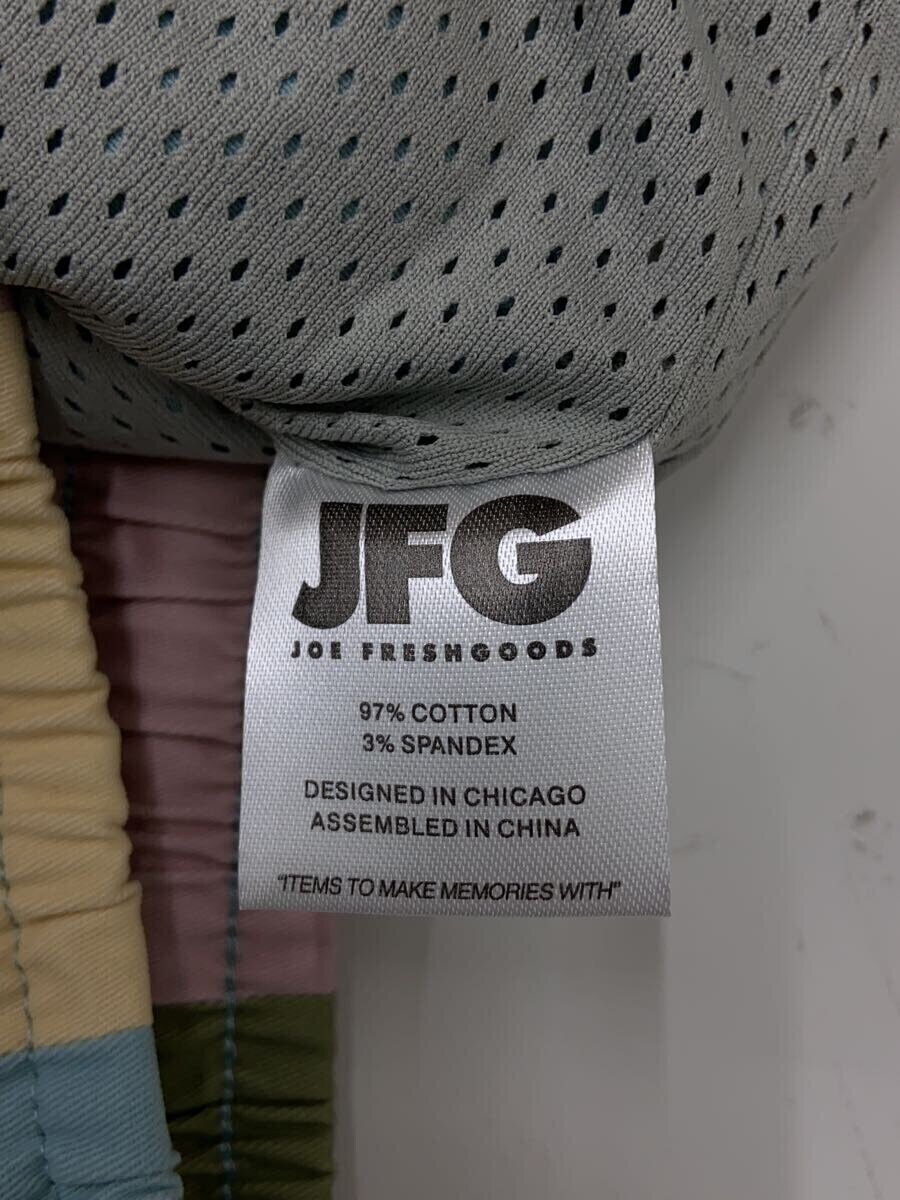 JFG
JOE FRESHGOODS
97% COTTON
3% SPANDEX
DESIGNED IN CHICAGO
ASSEMBLED IN CHINA
"ITEMS TO MAKE MEMORIES WITH"